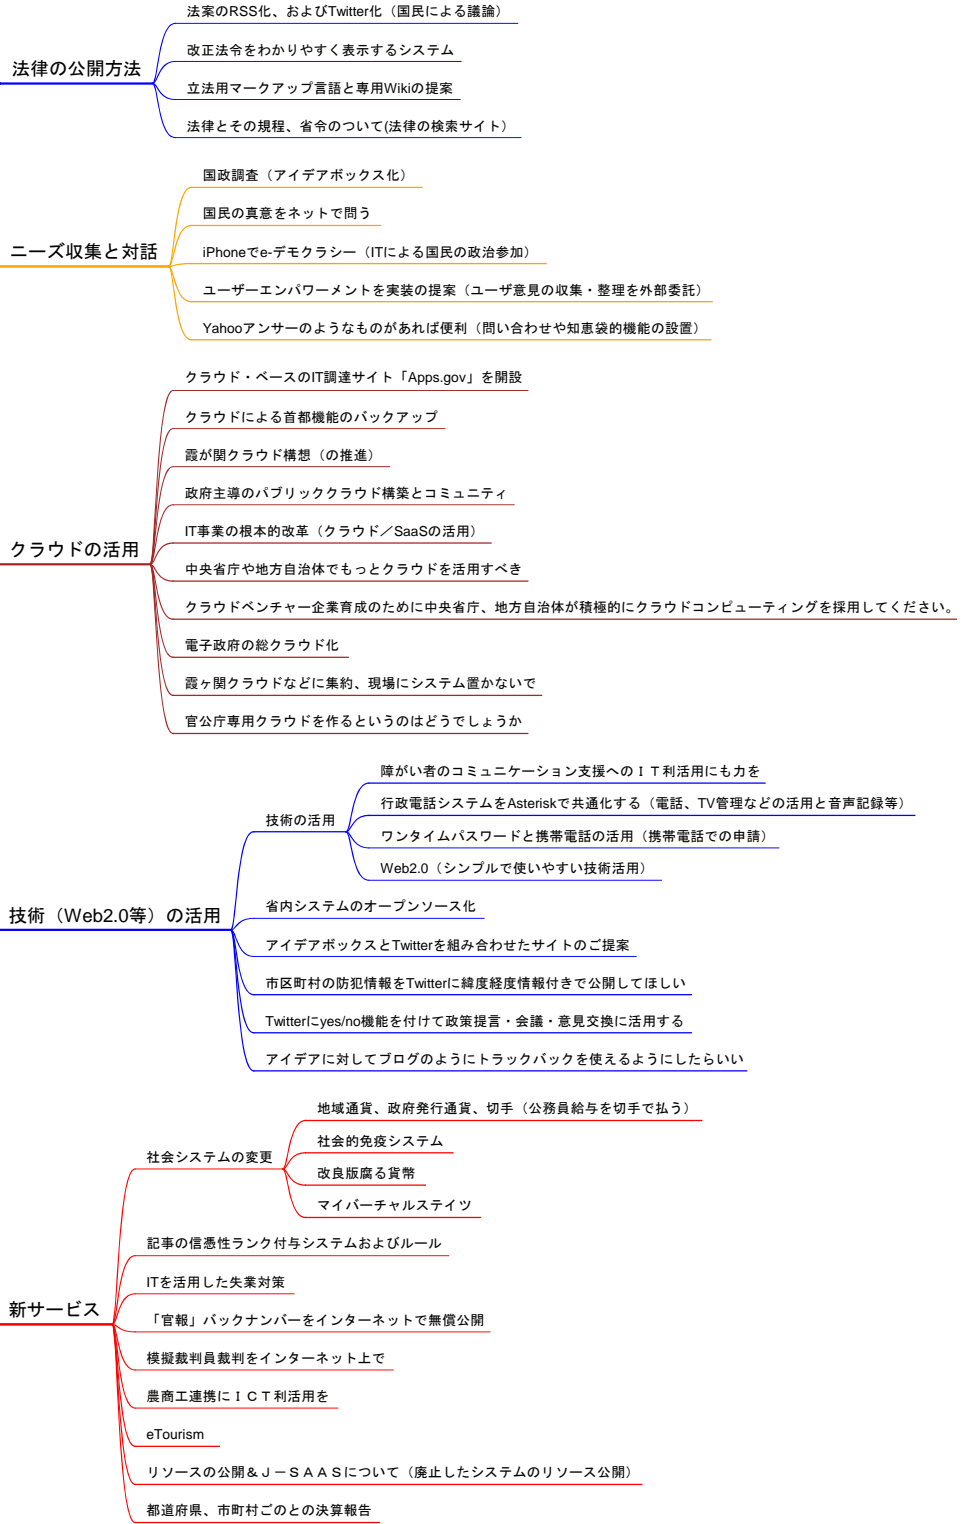 法律の公開方法
法案のRSS化、およびTwitter化（国民による議論）
改正法令をわかりやすく表示するシステム
立法用マークアップ言語と専用Wikiの提案
法律とその規程、省令のついて(法律の検索サイト）
ニーズ収集と対話
国政調査（アイデアボックス化）
国民の真意をネットで問う
iPhoneでe-デモクラシー（ITによる国民の政治参加）
ユーザーエンパワーメントを実装の提案（ユーザ意見の収集・整理を外部委託）
Yahooアンサーのようなものがあれば便利（問い合わせや知恵袋的機能の設置）
クラウドの活用
クラウド・ベースのIT調達サイト「Apps.gov」を開設
クラウドによる首都機能のバックアップ
霞が関クラウド構想（の推進）
政府主導のパブリッククラウド構築とコミュニティ
IT事業の根本的改革（クラウド／SaaSの活用）
中央省庁や地方自治体でもっとクラウドを活用すべき
クラウドベンチャー企業育成のために中央省庁、地方自治体が積極的にクラウドコンピューティングを採用してください。
電子政府の総クラウド化
霞ヶ関クラウドなどに集約、現場にシステム置かないで
官公庁専用クラウドを作るというのはどうでしょうか
技術（Web2.0等）の活用
技術の活用
障がい者のコミュニケーション支援へのＩＴ利活用にも力を
行政電話システムをAsteriskで共通化する（電話、TV管理などの活用と音声記録等）
ワンタイムパスワードと携帯電話の活用（携帯電話での申請）
Web2.0（シンプルで使いやすい技術活用）
省内システムのオープンソース化
アイデアボックスとTwitterを組み合わせたサイトのご提案
市区町村の防犯情報をTwitterに緯度経度情報付きで公開してほしい
Twitterにyes/no機能を付けて政策提言・会議・意見交換に活用する
アイデアに対してブログのようにトラックバックを使えるようにしたらいい
新サービス
社会システムの変更
地域通貨、政府発行通貨、切手（公務員給与を切手で払う）
社会的免疫システム
改良版腐る貨幣
マイバーチャルステイツ
記事の信憑性ランク付与システムおよびルール
ITを活用した失業対策
「官報」バックナンバーをインターネットで無償公開
模擬裁判員裁判をインターネット上で
農商工連携にＩＣＴ利活用を
eTourism
リソースの公開＆Ｊ－ＳＡＡＳについて（廃止したシステムのリソース公開）
都道府県、市町村ごのとの決算報告